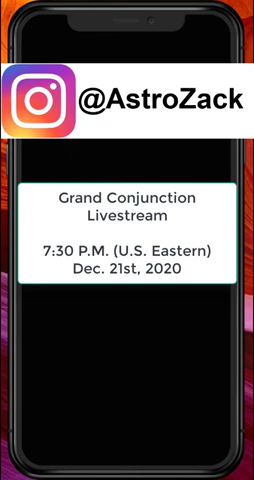 @AstroZack
Grand Conjunction
Livestream
7:30 P.M. (U.S. Eastern)
Dec. 21st, 2020